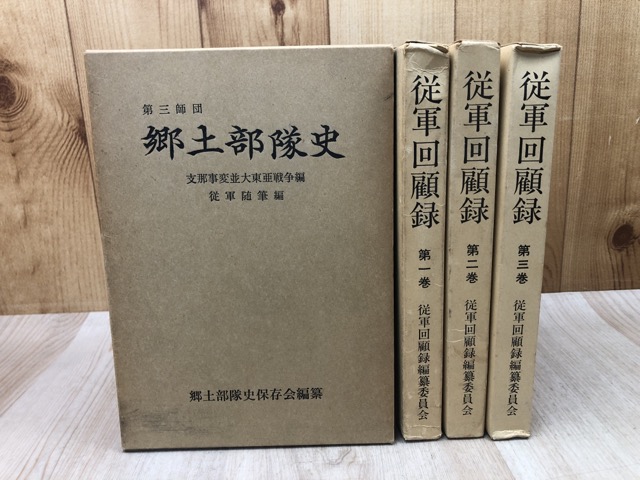 第三師団
郷土部隊史
支那事変並大東亜戦争編
従軍随筆編
郷土部隊史保存会編纂
従軍回顧録
第一巻
従軍回顧録編纂委員会
従軍回顧録
第二巻
従軍回顧録編纂委員会
従軍回顧録
第三巻
従軍回顧録編纂委員会